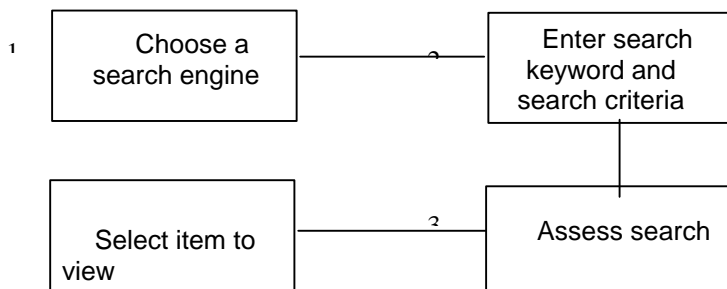 1
Choose a
search engine
Enter search
keyword and
search criteria
Select item to
view
Assess search